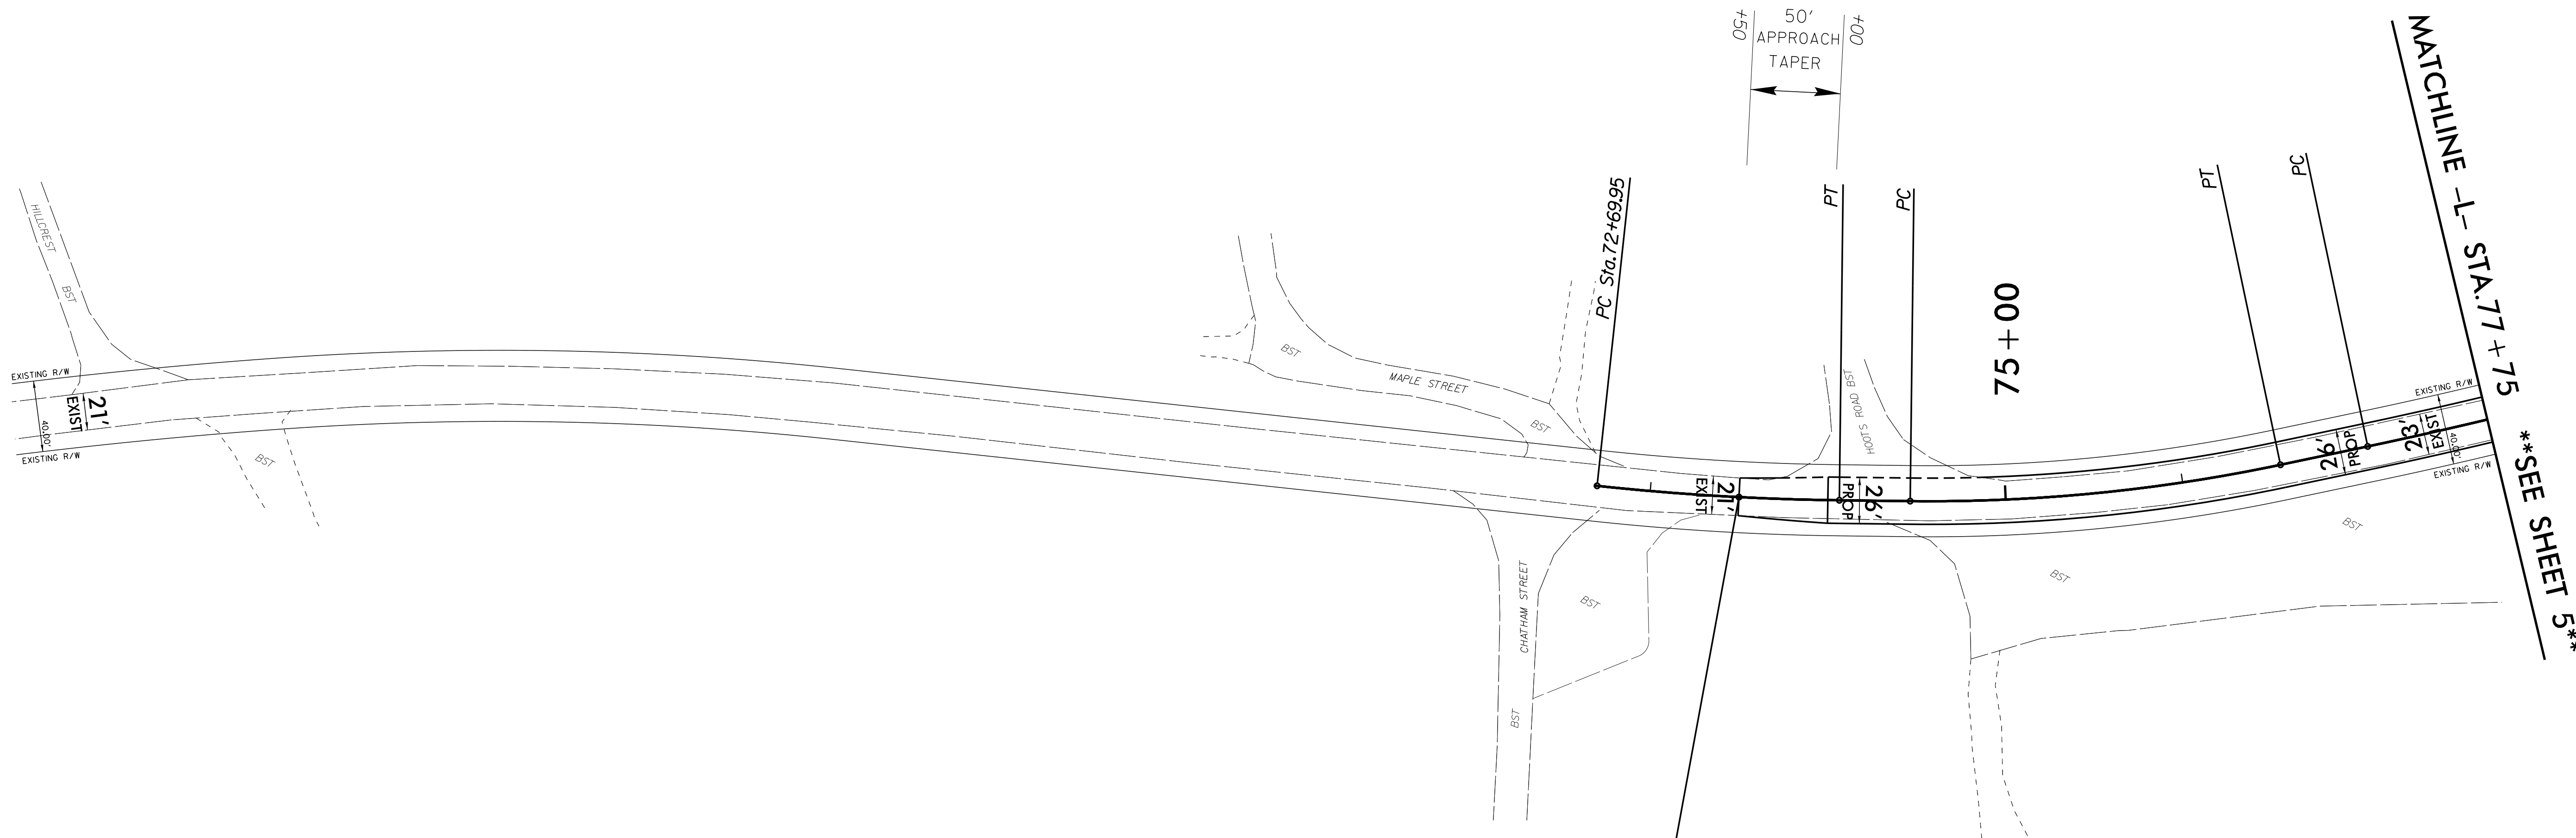 +50
50'
APPROACH
TAPER
+00
MATCHLINE -L- STA.77+75 **SEE SHEET 5**
HILLCREST
BST
EXISTING R/W
40.00'
EXISTING R/W
21'
EXIST
BST
BST
MAPLE STREET
BST
PC Sta.72+69.95
PT
PC
HOOTS ROAD BST
75+00
PT
PC
21'
EXIST
26'
PROP
26'
PROP
23'
EXIST
EXISTING R/W
40.00'
EXISTING R/W
CHATHAM STREET
BST
BST
BST
BST